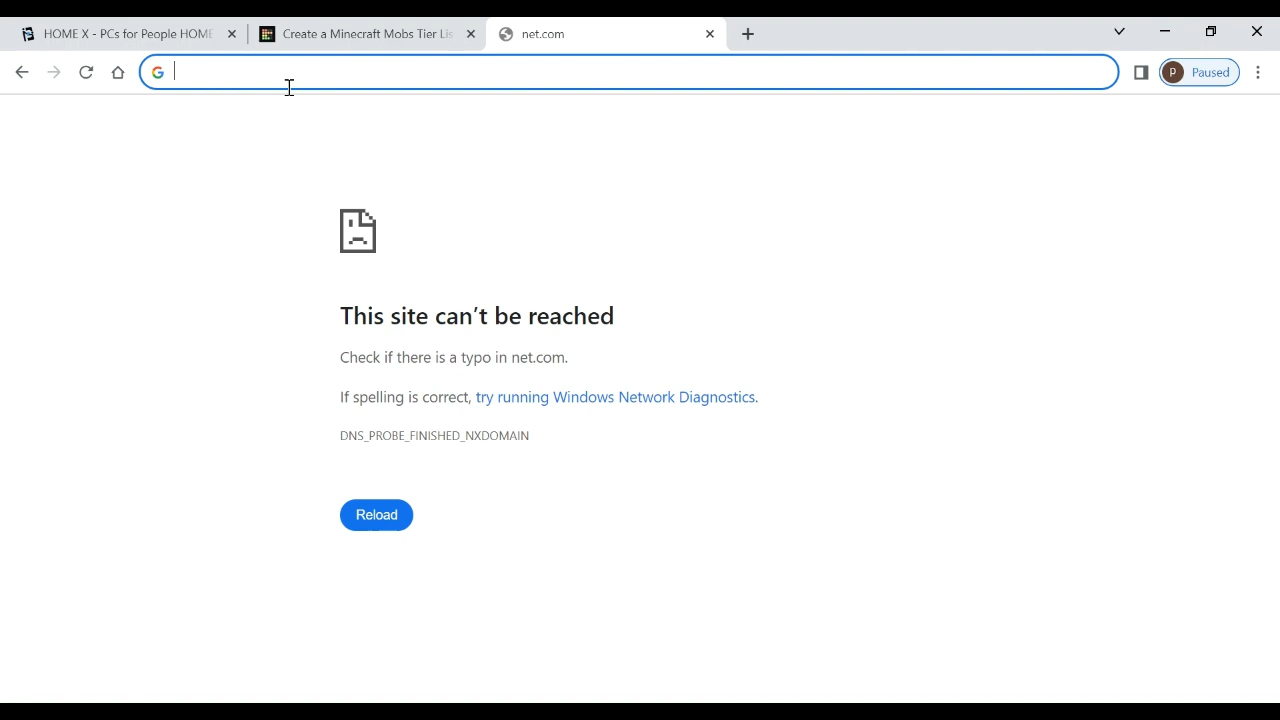 HOME X - PCs for People HOME
Create a Minecraft Mobs Tier Lis
net.com
P Paused
This site can't be reached
Check if there is a typo in net.com.
If spelling is correct, try running Windows Network Diagnostics.
DNS_PROBE_FINISHED_NXDOMAIN
Reload